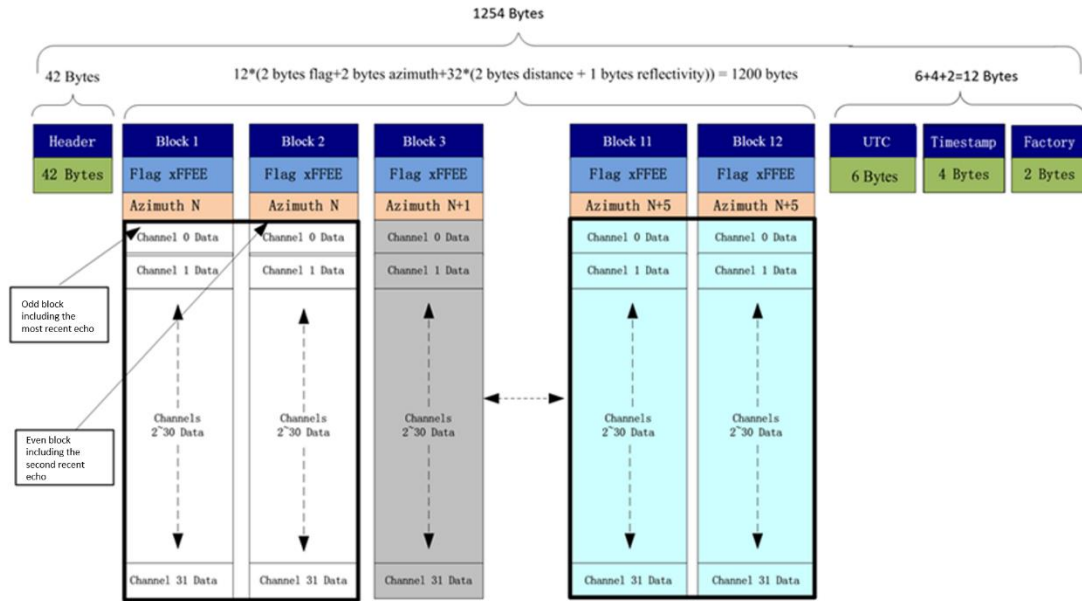 1254 Bytes
42 Bytes
12*(2 bytes flag+2 bytes azimuth+32*(2 bytes distance + 1 bytes reflectivity)) = 1200 bytes
6+4+2=12 Bytes
Header
Block 1
Block 2
Block 3
Block 11
Block 12
UTC
Timestamp
Factory
42 Bytes
Flag xFFEE
Flag xFFEE
Flag xFFEE
Flag xFFEE
Flag xFFEE
6 Bytes
4 Bytes
2 Bytes
Azimuth N
Azimuth N
Azimuth N+1
Azimuth N+5
Azimuth N+5
Channel 0 Data
Channel 0 Data
Channel 0 Data
Channel 0 Data
Channel 0 Data
Channel 1 Data
Channel 1 Data
Channel 1 Data
Channel 1 Data
Channel 1 Data
Odd block
including the
most recent echo
Channels
2~30 Data
Channels
2~30 Data
Channels
2~30 Data
Channels
2~30 Data
Channels
2~30 Data
Even block
including the
second recent
echo
Channel 31 Data
Channel 31 Data
Channel 31 Data
Channel 31 Data
Channel 31 Data